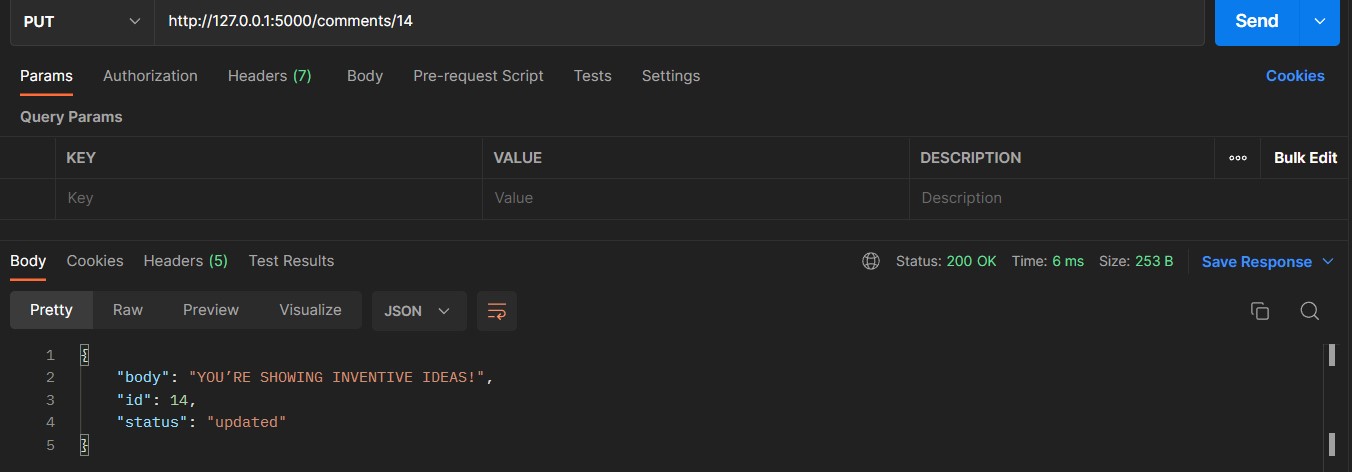 PUT http://127.0.0.1:5000/comments/14 Send
Params Authorization Headers (7) Body Pre-request Script Tests Settings Cookies
Query Params
KEY VALUE DESCRIPTION ooo Bulk Edit
Key Value Description
Body Cookies Headers (5) Test Results Status: 200 OK Time: 6 ms Size: 253 B Save Response
Pretty Raw Preview Visualize JSON
1 {
2 "body": "YOU’RE SHOWING INVENTIVE IDEAS!",
3 "id": 14,
4 "status": "updated"
5 }